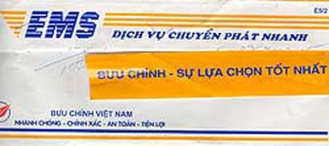 E5/2
EMS
DỊCH VỤ CHUYỂN PHÁT NHANH
BƯU CHÍNH - SỰ LỰA CHỌN TỐT NHẤT
BƯU CHÍNH VIỆT NAM
NHANH CHÓNG - CHÍNH XÁC - AN TOÀN - TIỆN LỢI